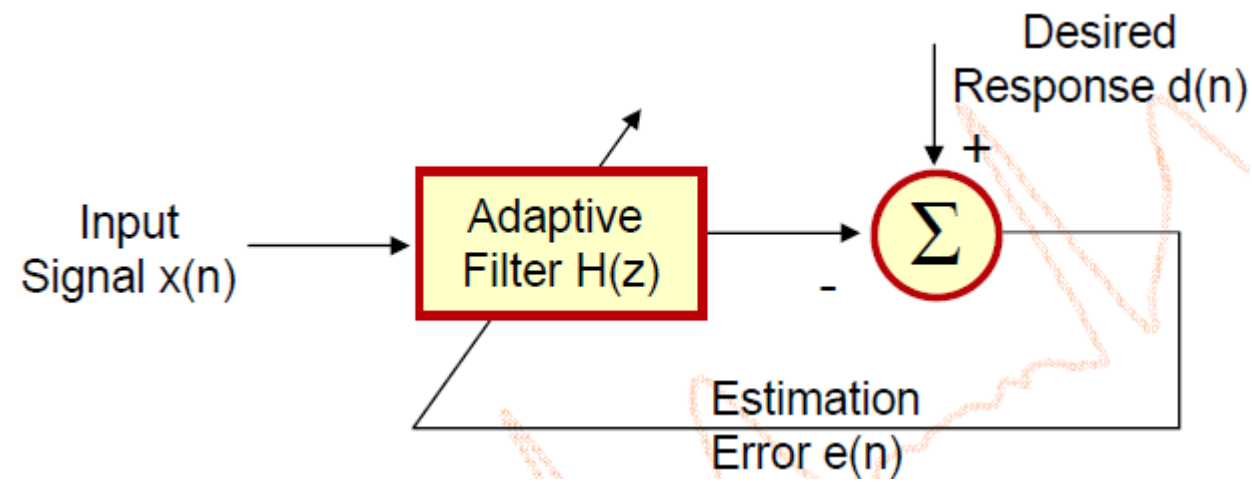 Desired
Response d(n)
+
Input
Signal x(n)
Adaptive
Filter H(z)
-
Σ
Estimation
Error e(n)